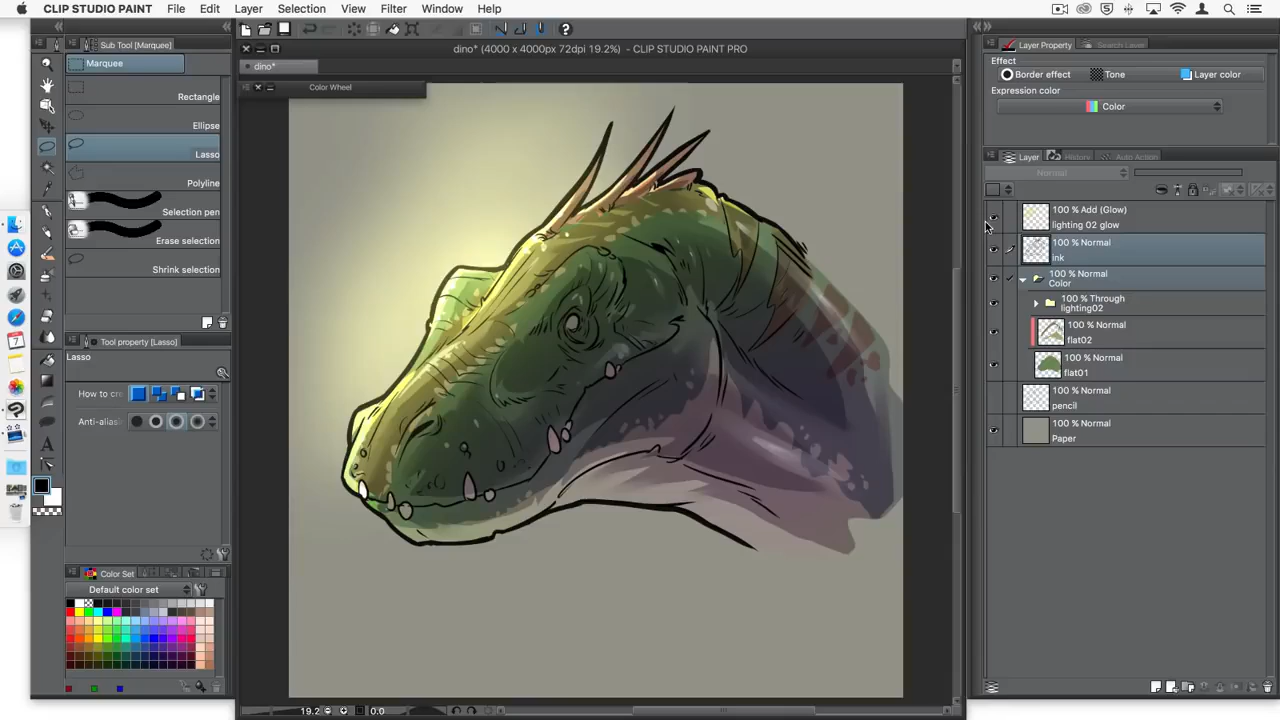 CLIP STUDIO PAINT File Edit Layer Selection View Filter Window Help
dino* (4000 x 4000px 72dpi 19.2%) - CLIP STUDIO PAINT PRO
dino*
Color Wheel
Sub Tool [Marquee]
Marquee
Rectangle
Ellipse
Lasso
Polyline
Selection pen
Erase selection
Shrink selection
Tool property [Lasso]
Lasso
How to cre
Anti-alias
Color Set
Default color set
19.2
0.0
Layer Property Search Layer
Effect
Border effect Tone Layer color
Expression color
Color
Layer History Auto Action
Normal
100 % Add (Glow)
lighting 02 glow
100 % Normal
ink
100 % Normal
Color
100 % Through
lighting02
100 % Normal
flat02
100 % Normal
flat01
100 % Normal
pencil
100 % Normal
Paper